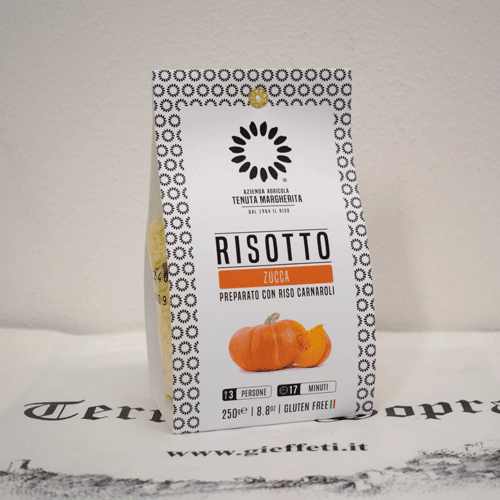 AZIENDA AGRICOLA
TENUTA MARGHERITA
DAL 1904 IL RISO
RISOTTO
ZUCCA
PREPARATO CON RISO CARNAROLI
3 PERSONE
17 MINUTI
250g e | 8.8oz | GLUTEN FREE
www.gieffeti.it